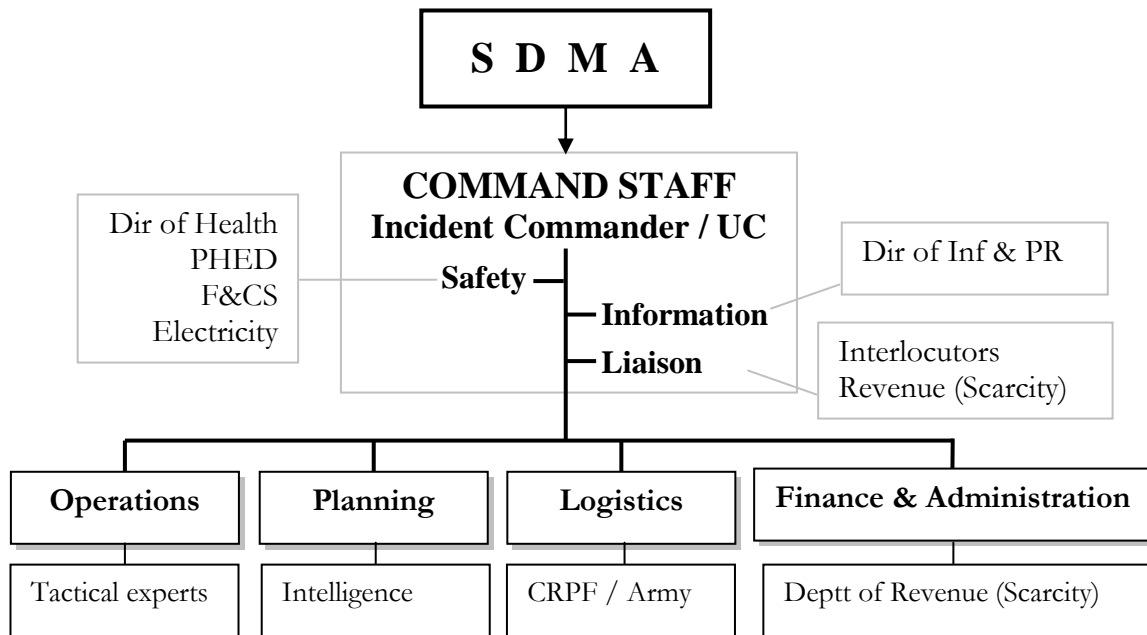 S D M A
COMMAND STAFF
Incident Commander / UC
Dir of Health
PHED
F&CS
Electricity
Safety
Dir of Inf & PR
Information
Liaison
Interlocutors
Revenue (Scarcity)
Operations
Planning
Logistics
Finance & Administration
Tactical experts
Intelligence
CRPF / Army
Deptt of Revenue (Scarcity)